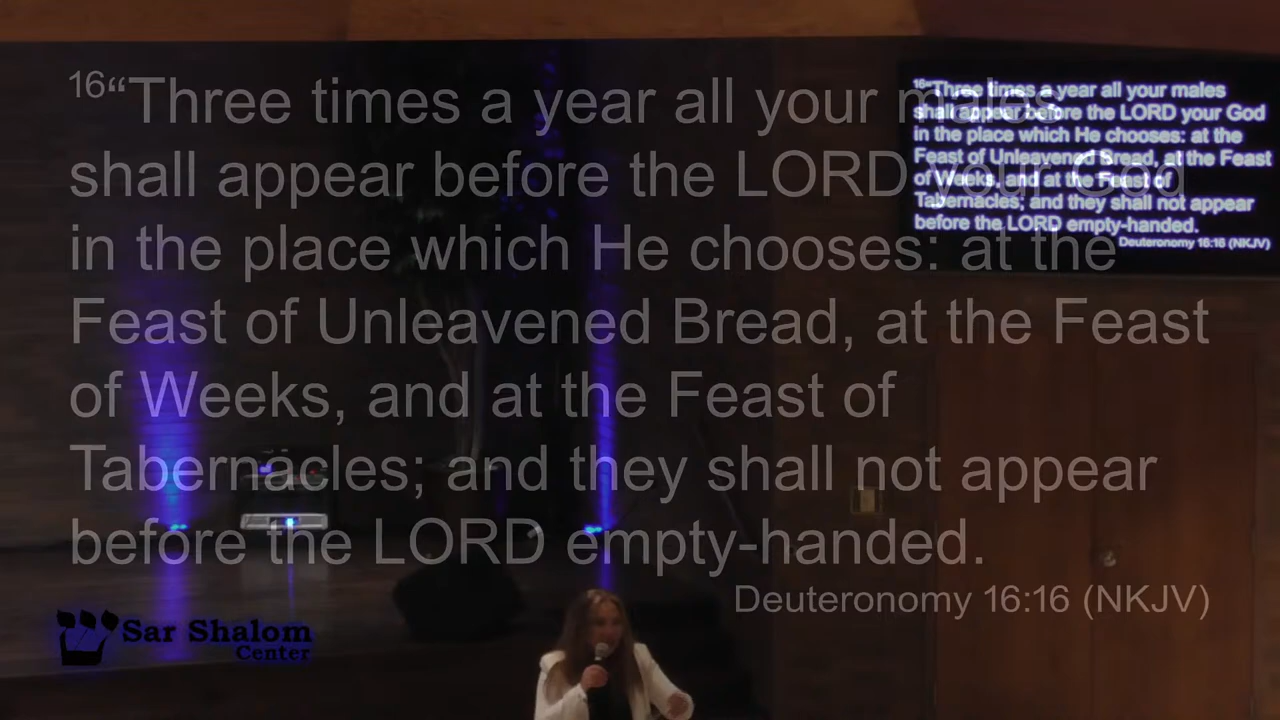 16“Three times a year all your males
shall appear before the LORD your God
in the place which He chooses: at the
Feast of Unleavened Bread, at the Feast
of Weeks, and at the Feast of
Tabernacles; and they shall not appear
before the LORD empty-handed.
Deuteronomy 16:16 (NKJV)
16“Three times a year all your males
shall appear before the LORD your God
in the place which He chooses: at the
Feast of Unleavened Bread, at the Feast
of Weeks, and at the Feast of
Tabernacles; and they shall not appear
before the LORD empty-handed.
Deuteronomy 16:16 (NKJV)
Sar Shalom
Center